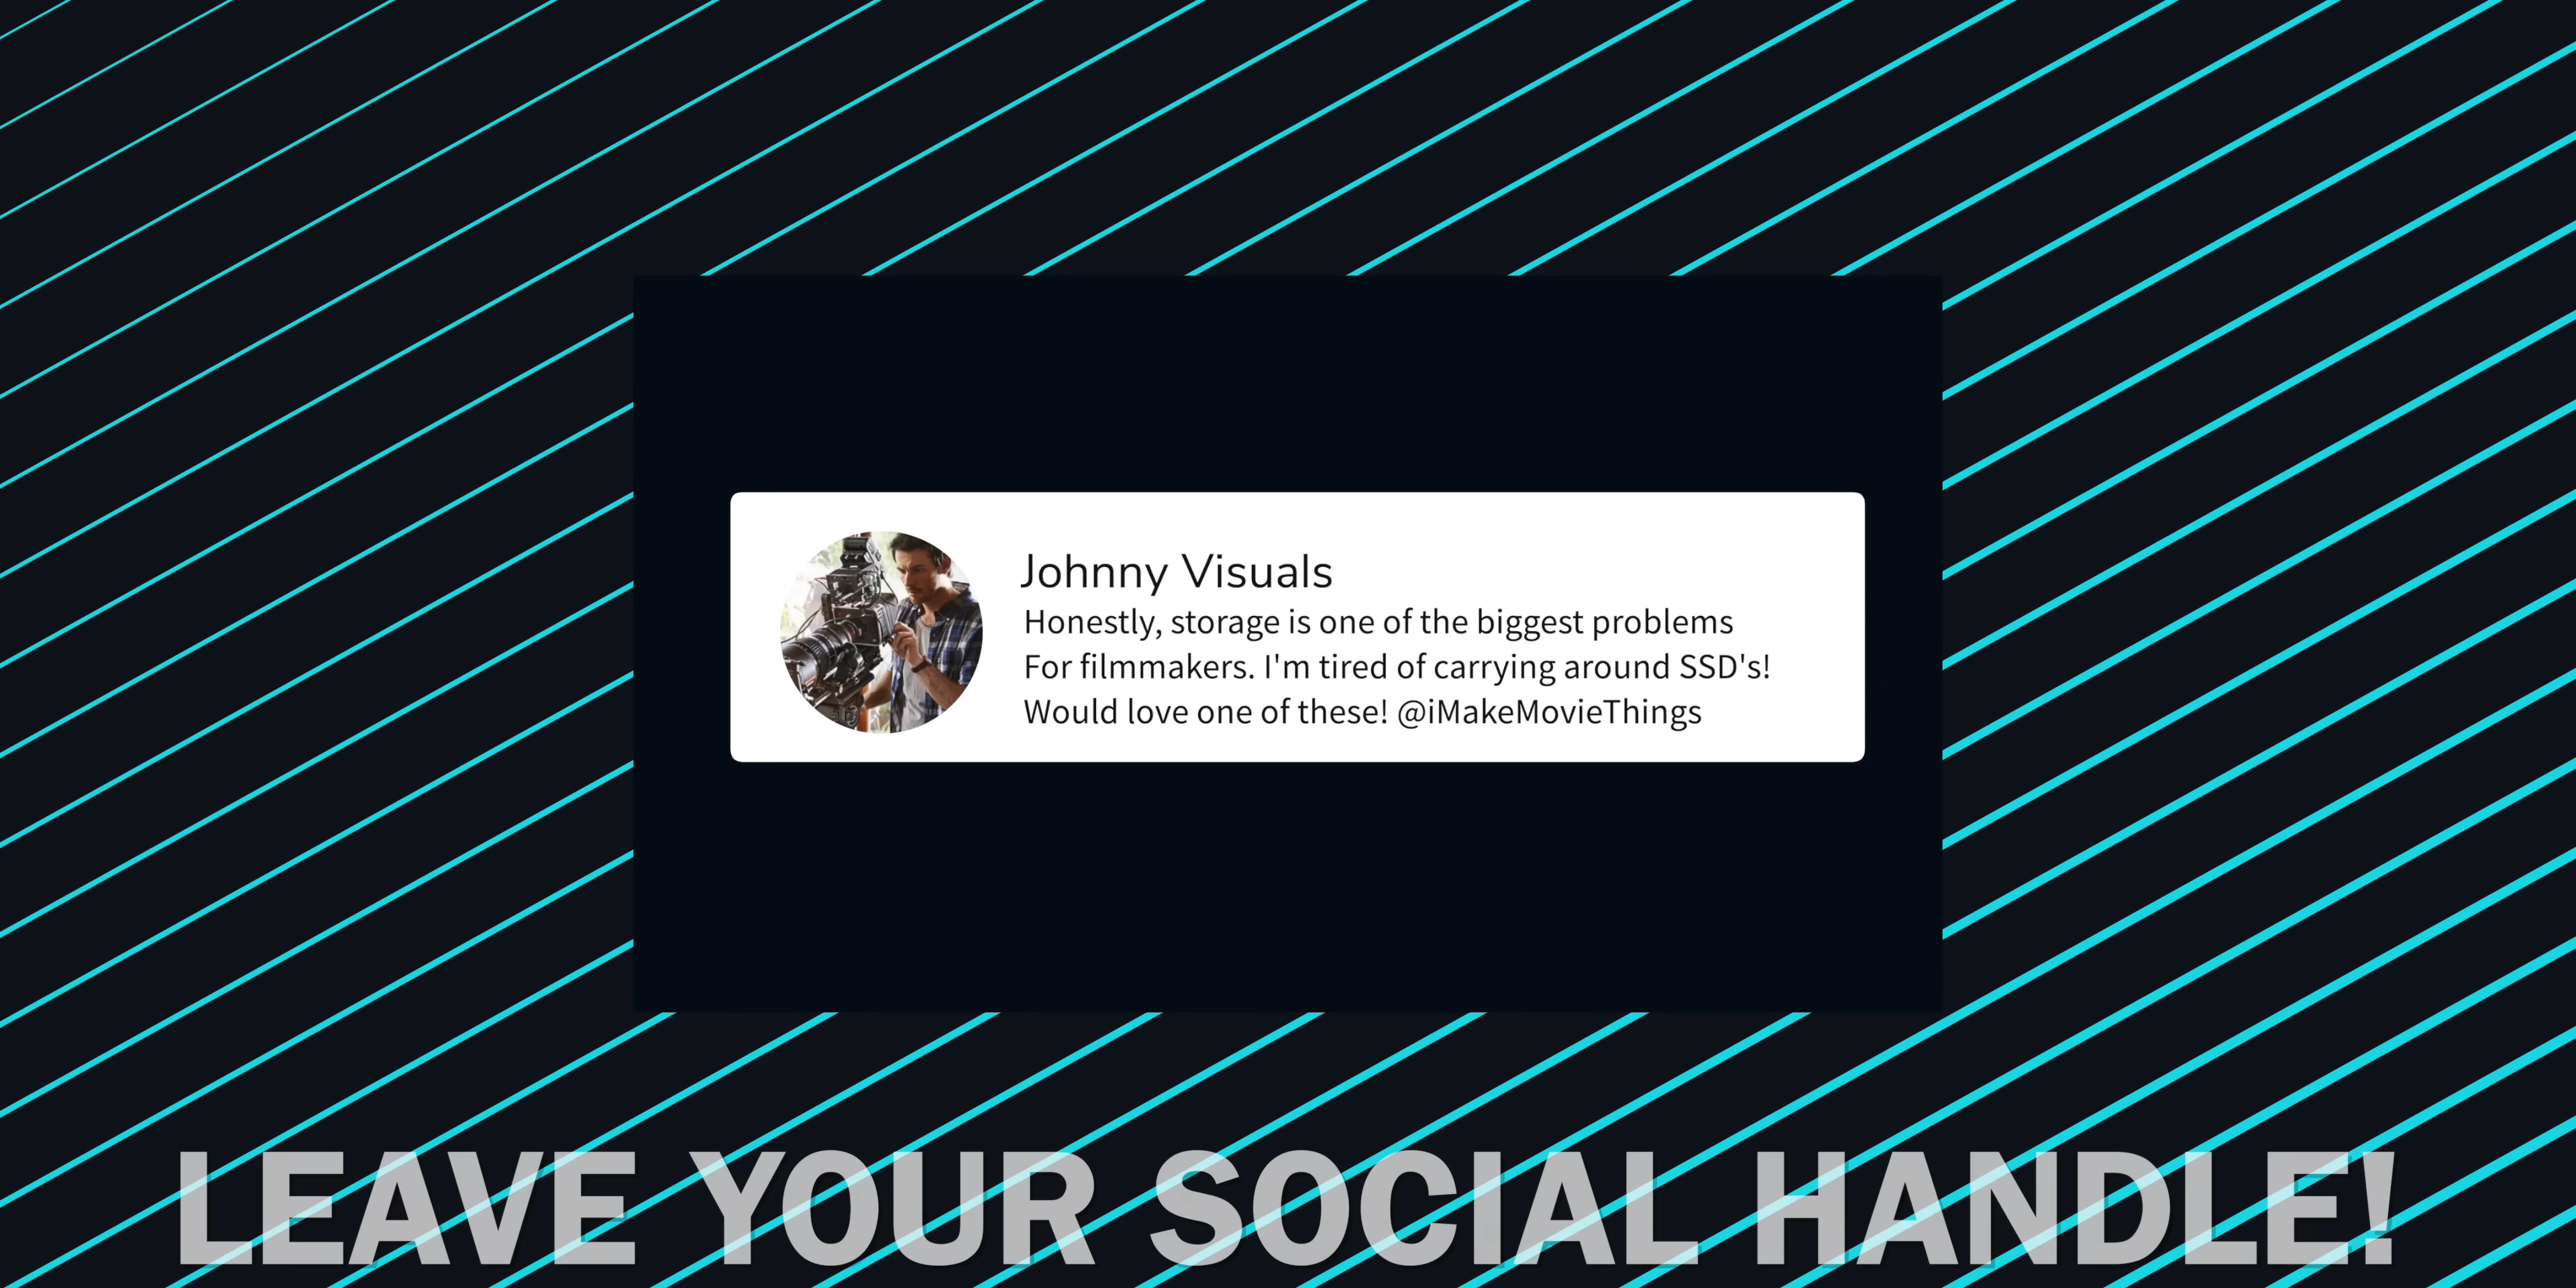 Johnny Visuals
Honestly, storage is one of the biggest problems
For filmmakers. I'm tired of carrying around SSD's!
Would love one of these! @iMakeMovieThings
LEAVE YOUR SOCIAL HANDLE!